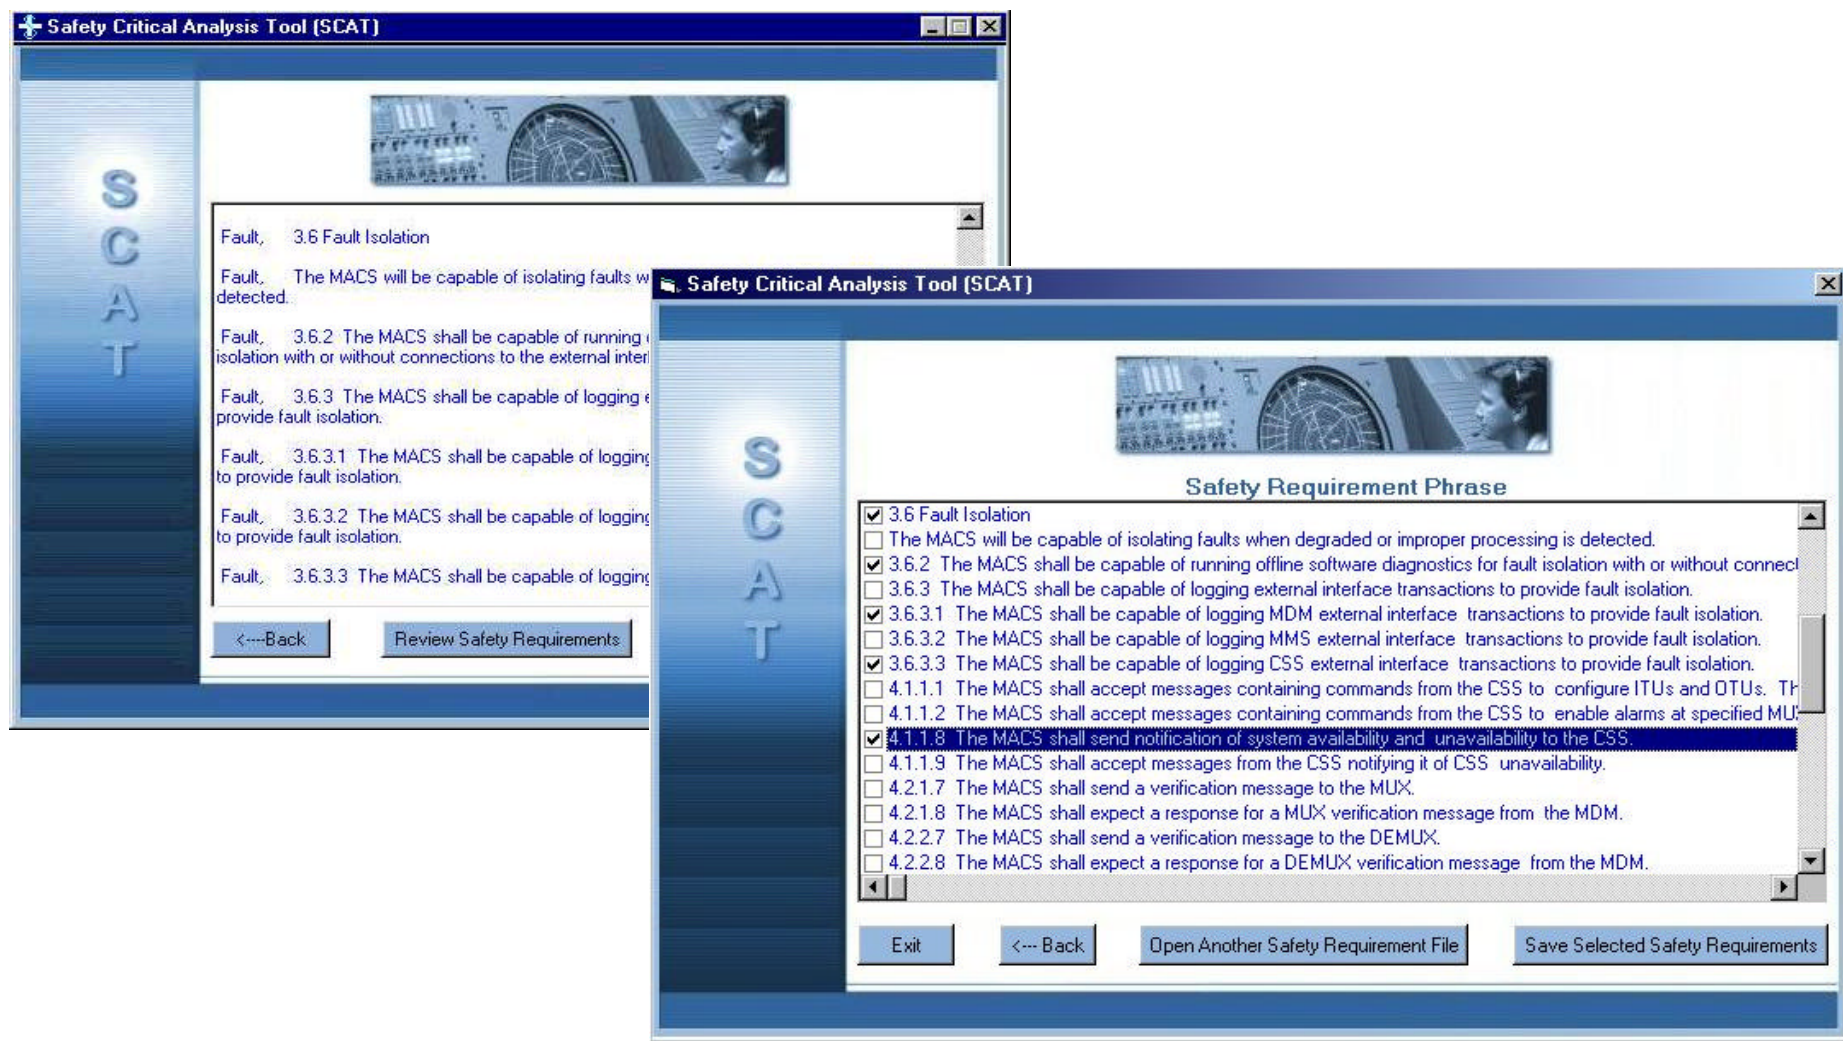 Safety Critical Analysis Tool (SCAT)
S
C
A
T
Fault, 3.6 Fault Isolation
Fault, The MACS will be capable of isolating faults w
detected.
Fault, 3.6.2 The MACS shall be capable of running
isolation with or without connections to the external
Fault, 3.6.3 The MACS shall be capable of logging
provide fault isolation.
Fault, 3.6.3.1 The MACS shall be capable of logging
to provide fault isolation.
Fault, 3.6.3.2 The MACS shall be capable of logging
to provide fault isolation.
Fault, 3.6.3.3 The MACS shall be capable of logging
<----Back
Review Safety Requirements
Safety Critical Analysis Tool (SCAT)
S
C
A
T
Safety Requirement Phrase
3.6 Fault Isolation
The MACS will be capable of isolating faults when degraded or improper processing is detected.
3.6.2 The MACS shall be capable of running offline software diagnostics for fault isolation with or without connect
3.6.3 The MACS shall be capable of logging external interface transactions to provide fault isolation.
3.6.3.1 The MACS shall be capable of logging MDM external interface transactions to provide fault isolation.
3.6.3.2 The MACS shall be capable of logging MMS external interface transactions to provide fault isolation.
3.6.3.3 The MACS shall be capable of logging CSS external interface transactions to provide fault isolation.
4.1.1.1 The MACS shall accept messages containing commands from the CSS to configure ITUs and OTUs. Th
4.1.1.2 The MACS shall accept messages containing commands from the CSS to enable alarms at specified MU
4.1.1.8 The MACS shall send notification of system availability and unavailability to the CSS.
4.1.1.9 The MACS shall accept messages from the CSS notifying it of CSS unavailability.
4.2.1.7 The MACS shall send a verification message to the MUX.
4.2.1.8 The MACS shall expect a response for a MUX verification message from the MDM.
4.2.2.7 The MACS shall send a verification message to the DEMUX.
4.2.2.8 The MACS shall expect a response for a DEMUX verification message from the MDM.
Exit
<--- Back
Open Another Safety Requirement File
Save Selected Safety Requirements